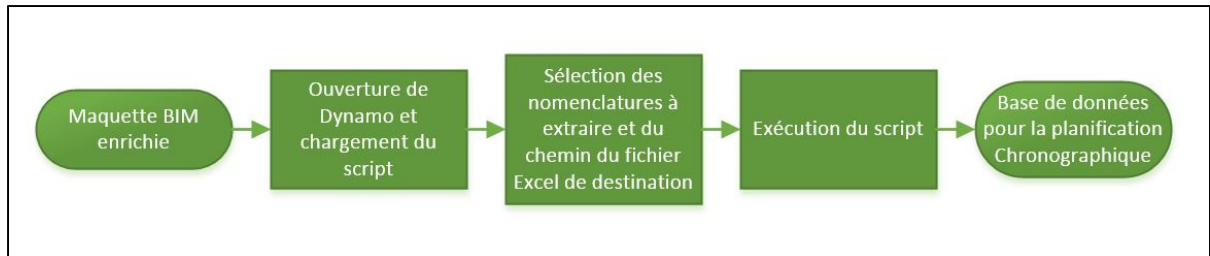 Maquette BIM
enrichie
Ouverture de
Dynamo et
chargement du
script
Sélection des
nomenclatures à
extraire et du
chemin du fichier
Excel de destination
Exécution du script
Base de données
pour la planification
Chronographique